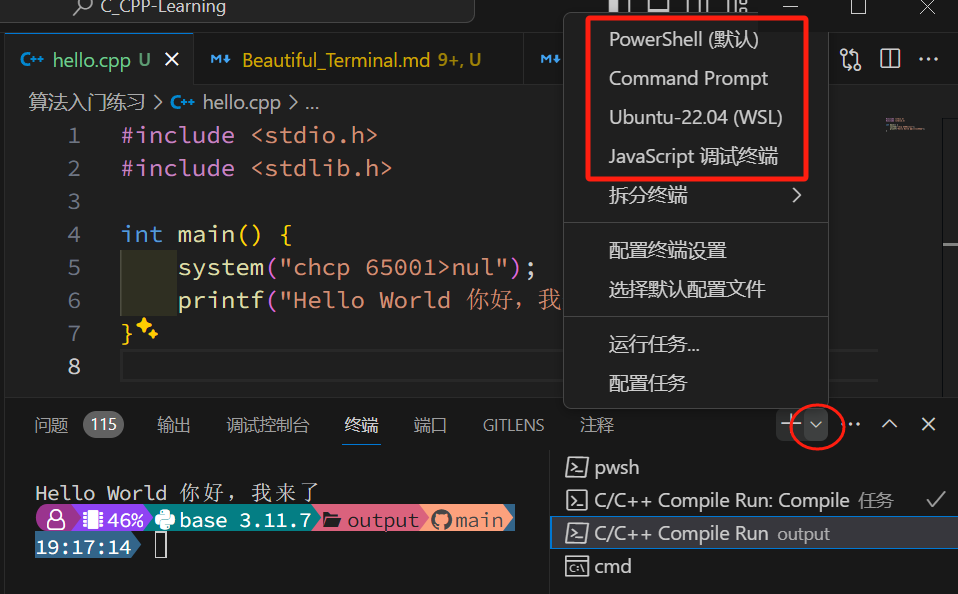 C_CPP-Learning
C++ hello.cpp U
Beautiful_Terminal.md 9+, U
算法入门练习 > C++ hello.cpp > ...
1 #include <stdio.h>
2 #include <stdlib.h>
3
4 int main() {
5 system("chcp 65001>nul");
6 printf("Hello World 你好，我
7 }
8
PowerShell (默认)
Command Prompt
Ubuntu-22.04 (WSL)
JavaScript 调试终端
拆分终端
配置终端设置
选择默认配置文件
运行任务...
配置任务
问题 115 输出 调试控制台 终端 端口 GITLENS 注释
Hello World 你好，我来了
46% base 3.11.7 output main
19:17:14
pwsh
C/C++ Compile Run: Compile 任务
C/C++ Compile Run output
cmd